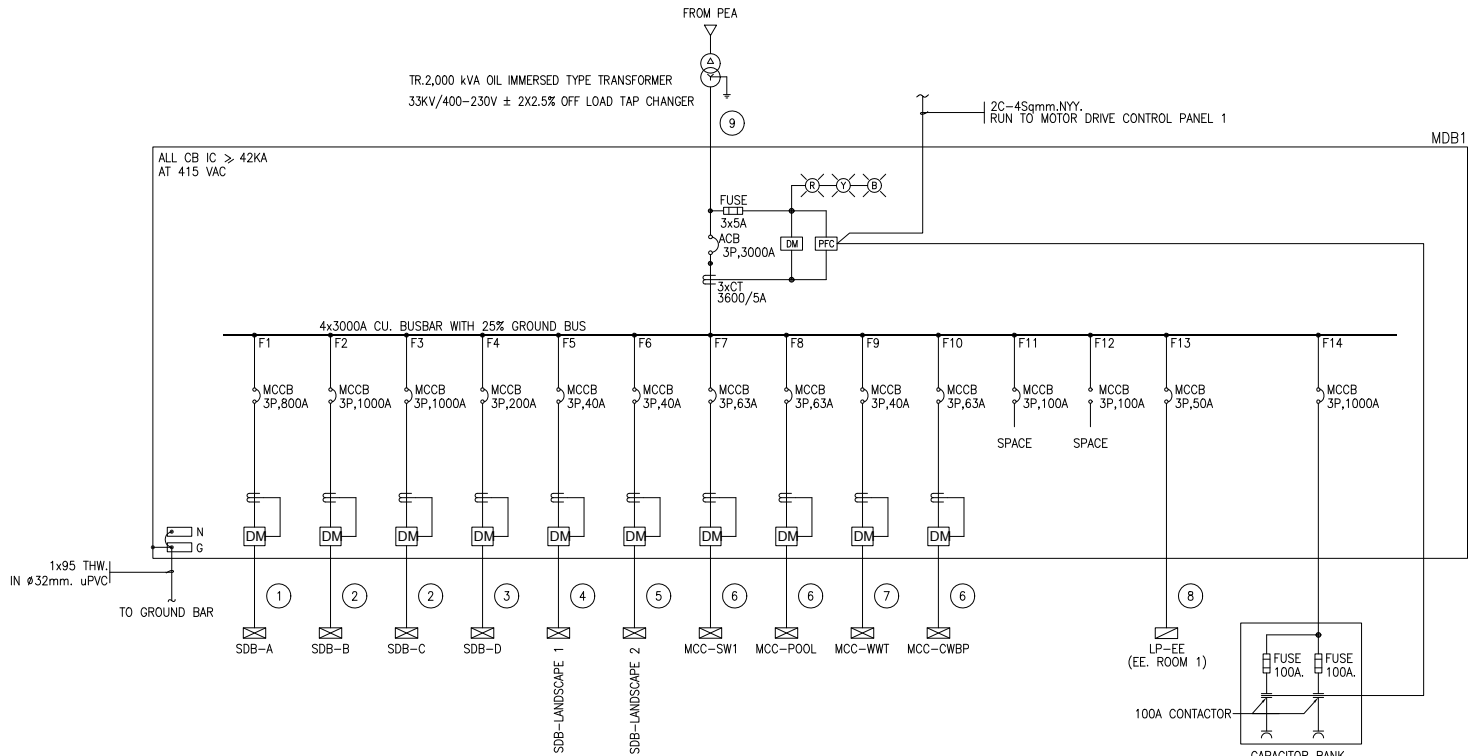 FROM PEA
TR.2,000 kVA OIL IMMERSED TYPE TRANSFORMER
33KV/400-230V ± 2X2.5% OFF LOAD TAP CHANGER
9
2C-4Sqmm.NYY.
RUN TO MOTOR DRIVE CONTROL PANEL 1
MDB1
ALL CB IC ⩾ 42KA
AT 415 VAC
R Y B
FUSE
3x5A
ACB
3P,3000A
DM PFC
3xCT
3600/5A
4x3000A CU. BUSBAR WITH 25% GROUND BUS
F1 F2 F3 F4 F5 F6 F7 F8 F9 F10 F11 F12 F13 F14
MCCB MCCB MCCB MCCB MCCB MCCB MCCB MCCB MCCB MCCB MCCB MCCB MCCB MCCB
3P,800A 3P,1000A 3P,1000A 3P,200A 3P,40A 3P,40A 3P,63A 3P,63A 3P,40A 3P,63A 3P,100A 3P,100A 3P,50A 3P,1000A
SPACE SPACE
DM DM DM DM DM DM DM DM DM DM
N
G
1x95 THW.
IN ø32mm. uPVC
TO GROUND BAR
1 2 2 3 4 5 6 6 7 6 8
SDB-A SDB-B SDB-C SDB-D SDB-LANDSCAPE 1 SDB-LANDSCAPE 2 MCC-SW1 MCC-POOL MCC-WWT MCC-CWBP LP-EE
(EE. ROOM 1)
FUSE FUSE
100A. 100A.
100A CONTACTOR
CAPACITOR BANK